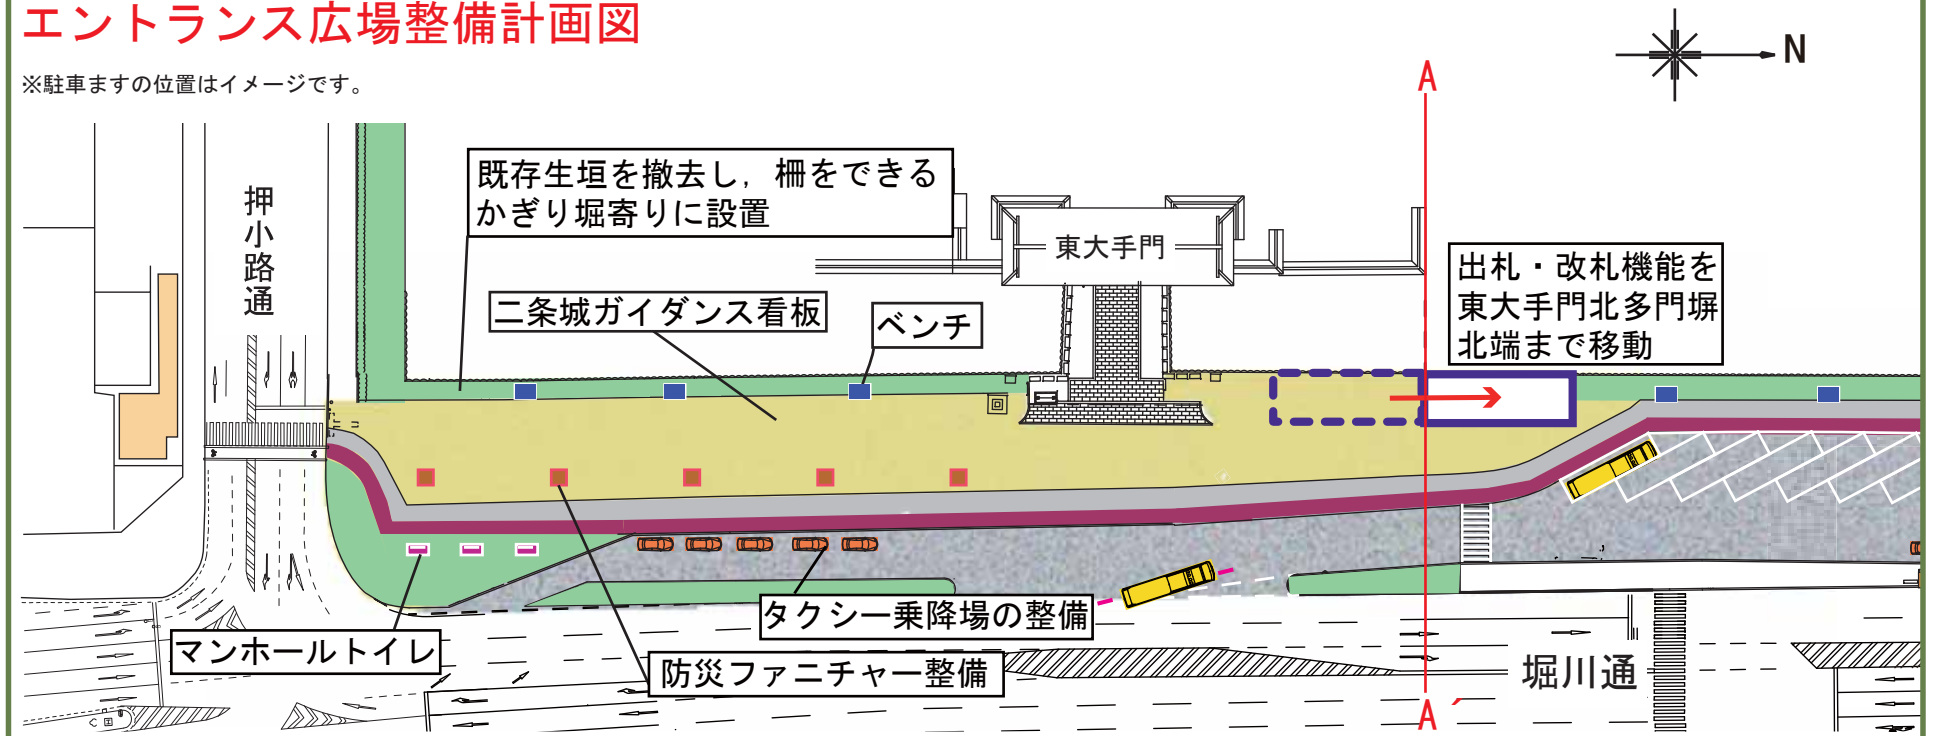 エントランス広場整備計画図
※駐車ますの位置はイメージです。
N
A
押小路通
既存生垣を撤去し，柵をできる
かぎり堀寄りに設置
東大手門
二条城ガイダンス看板
ベンチ
出札・改札機能を
東大手門北多門塀
北端まで移動
タクシー乗降場の整備
マンホールトイレ
防災ファニチャー整備
堀川通
A´